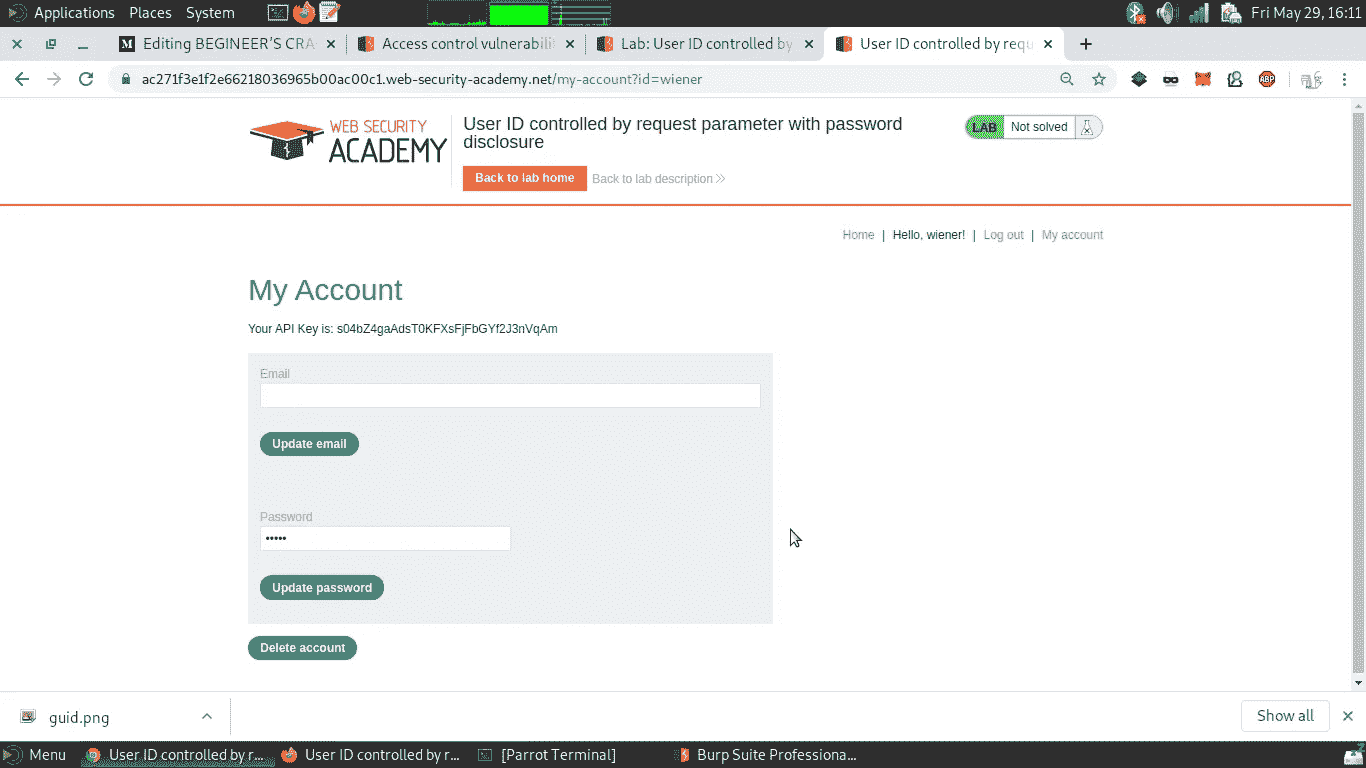 Applications Places System Fri May 29, 16:11
Editing BEGINEER'S CRA Access control vulnerabili Lab: User ID controlled by User ID controlled by requ
ac271f3e1f2e66218036965b00ac00c1.web-security-academy.net/my-account?id=wiener
ABP
WEB SECURITY
ACADEMY
User ID controlled by request parameter with password
disclosure
LAB Not solved
Back to lab home Back to lab description
Home | Hello, wiener! | Log out | My account
My Account
Your API Key is: s04bZ4gaAdsT0KFXsFjFbGYf2J3nVqAm
Email
Update email
Password
•••••
Update password
Delete account
guid.png Show all
Menu User ID controlled by r... User ID controlled by r... [Parrot Terminal] Burp Suite Professiona...